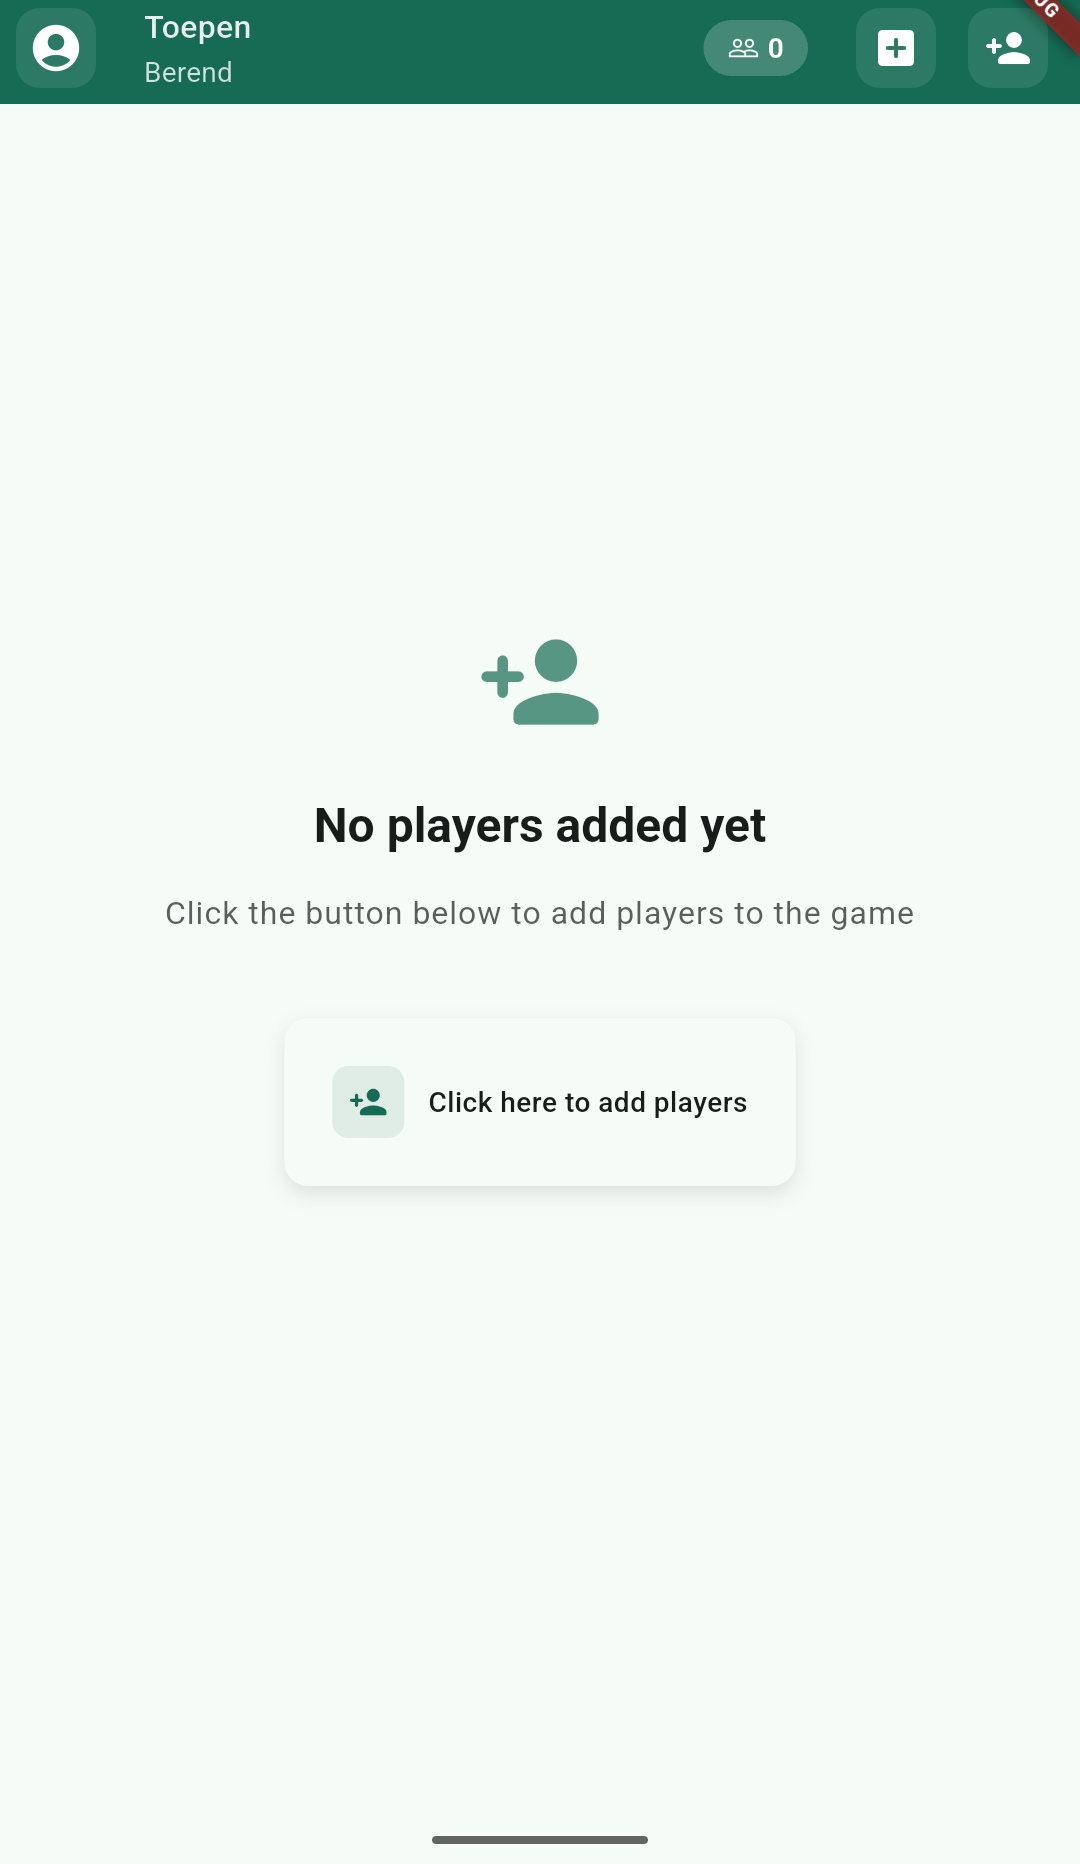 Toepen
Berend
0
No players added yet
Click the button below to add players to the game
Click here to add players